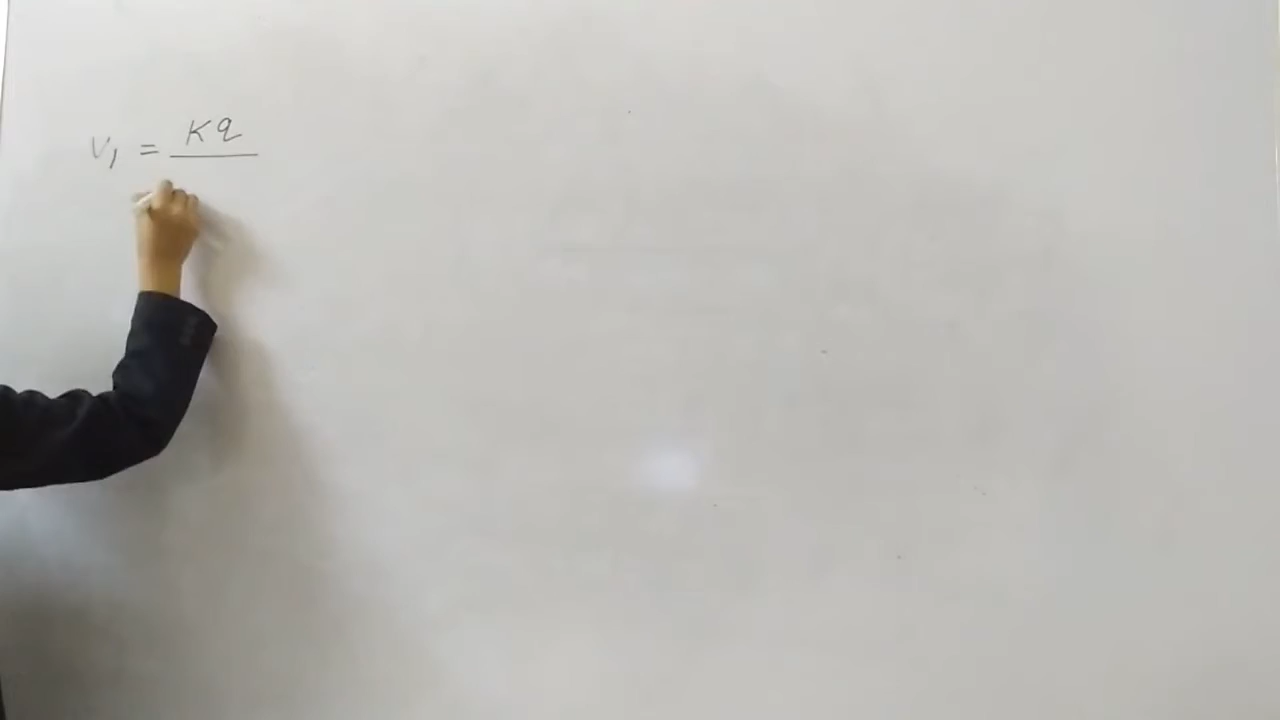 V₁ = Kq